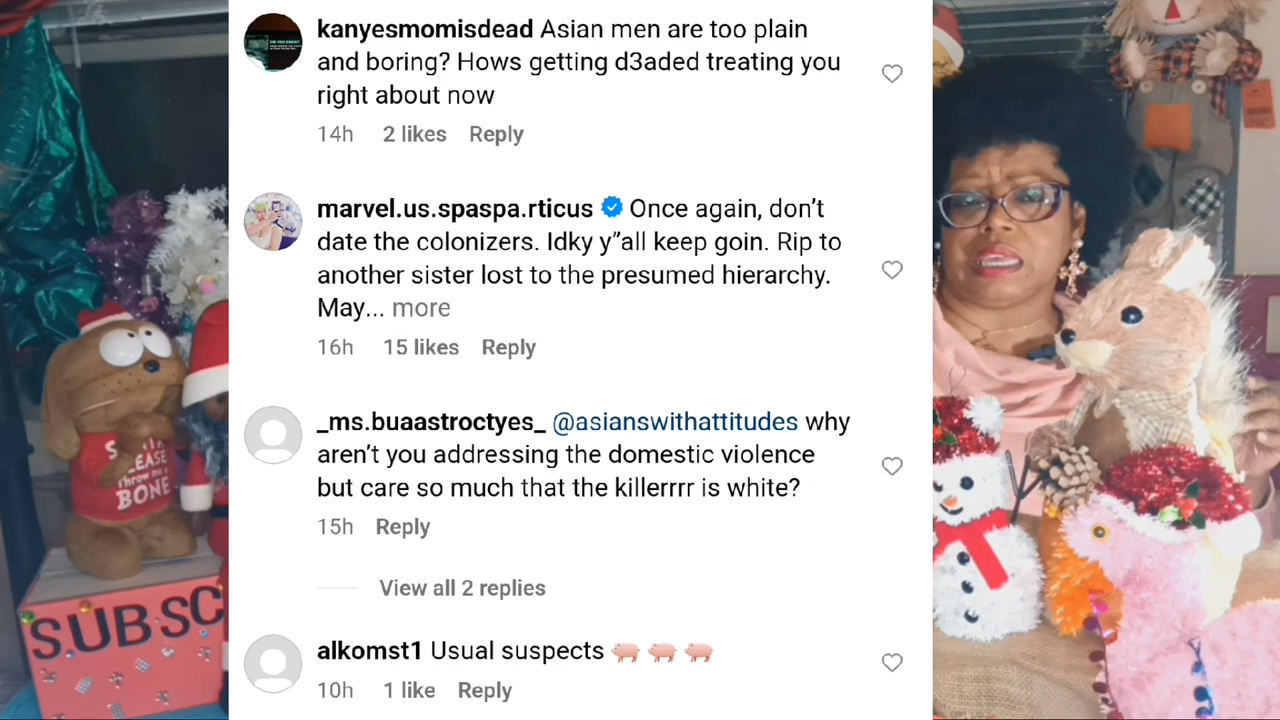 kanyesmomisdead Asian men are too plain
and boring? Hows getting d3aded treating you
right about now
14h 2 likes Reply
marvel.us.spaspa.rticus Once again, don't
date the colonizers. Idky y"all keep goin. Rip to
another sister lost to the presumed hierarchy.
May... more
16h 15 likes Reply
_ms.buaastroctyes_ @asianswithattitudes why
aren't you addressing the domestic violence
but care so much that the killerrrr is white?
15h Reply
View all 2 replies
alkomst1 Usual suspects 🐖 🐖 🐖
10h 1 like Reply
Throw me a
BONE
SUBSC